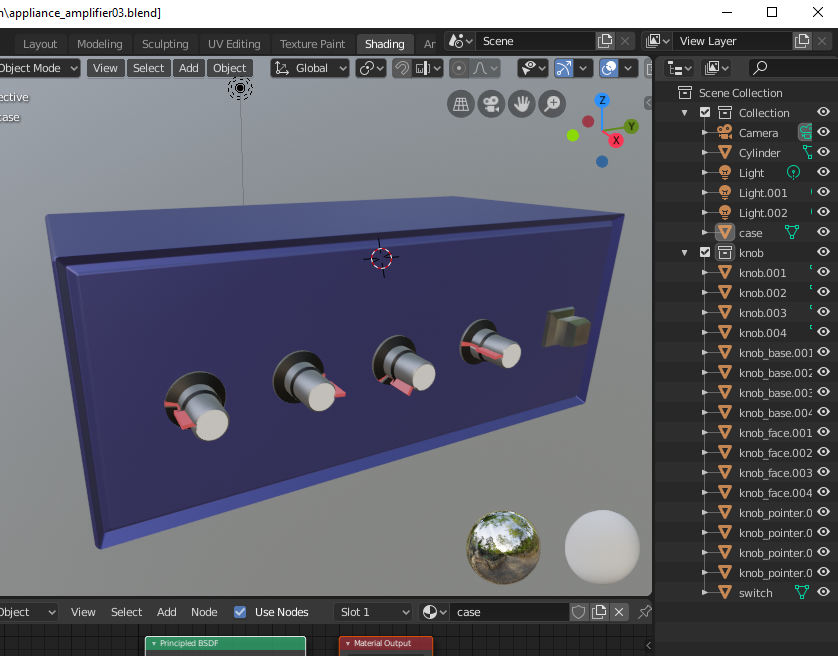 n\appliance_amplifier03.blend]
Layout Modeling Sculpting UV Editing Texture Paint Shading Ar Scene View Layer
Object Mode View Select Add Object Global
ective
case
Z
Y
X
Scene Collection
Collection
Camera
Cylinder
Light
Light.001
Light.002
case
knob
knob.001
knob.002
knob.003
knob.004
knob_base.001
knob_base.002
knob_base.003
knob_base.004
knob_face.001
knob_face.002
knob_face.003
knob_face.004
knob_pointer.0
knob_pointer.0
knob_pointer.0
knob_pointer.0
switch
Object View Select Add Node Use Nodes Slot 1 case
Principled BSDF Material Output